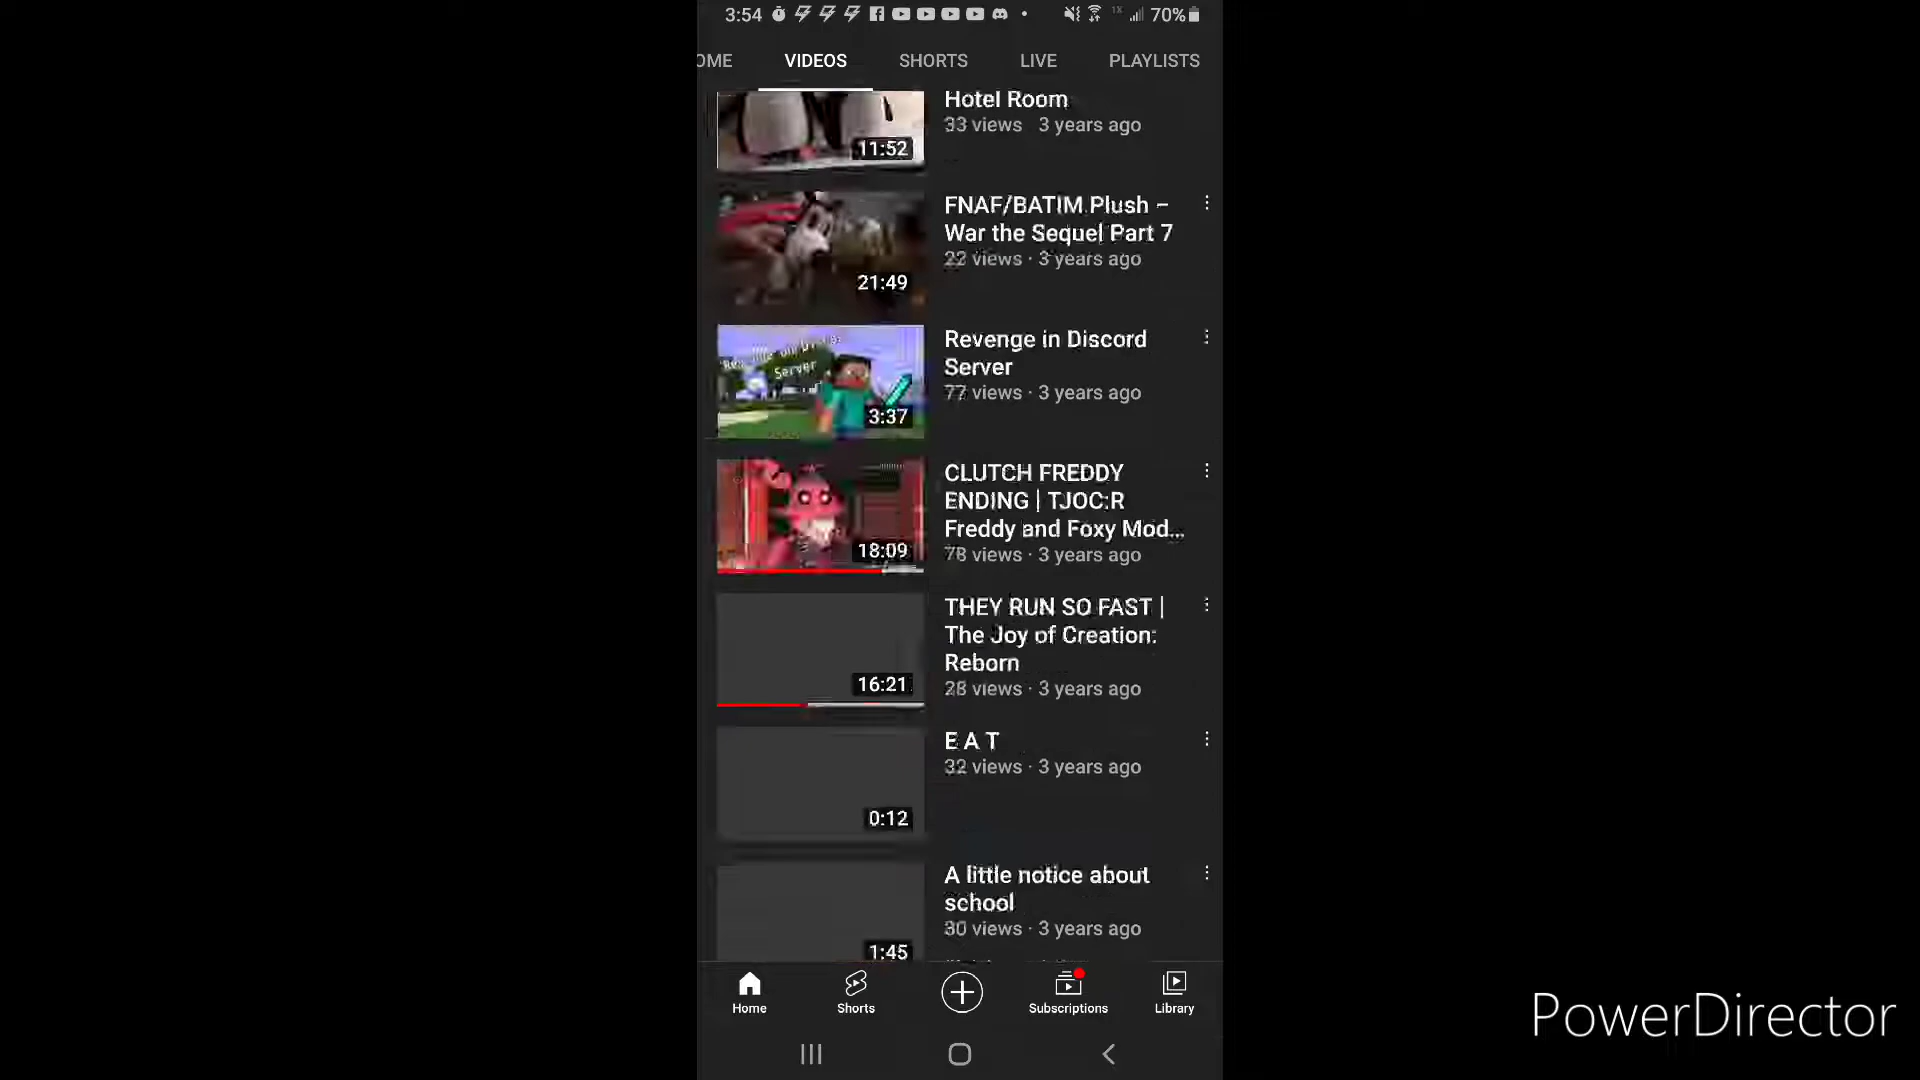 3:54
1X
70%
OME VIDEOS SHORTS LIVE PLAYLISTS
Hotel Room
33 views 3 years ago
11:52
FNAF/BATIM Plush –
War the Sequel Part 7
22 views · 3 years ago
21:49
Revenge in Discord
Server
77 views · 3 years ago
Server
3:37
CLUTCH FREDDY
ENDING | TJOC:R
Freddy and Foxy Mod...
78 views · 3 years ago
18:09
THEY RUN SO FAST |
The Joy of Creation:
Reborn
28 views · 3 years ago
16:21
E A T
32 views · 3 years ago
0:12
A little notice about
school
30 views · 3 years ago
1:45
Home Shorts Subscriptions Library
PowerDirector